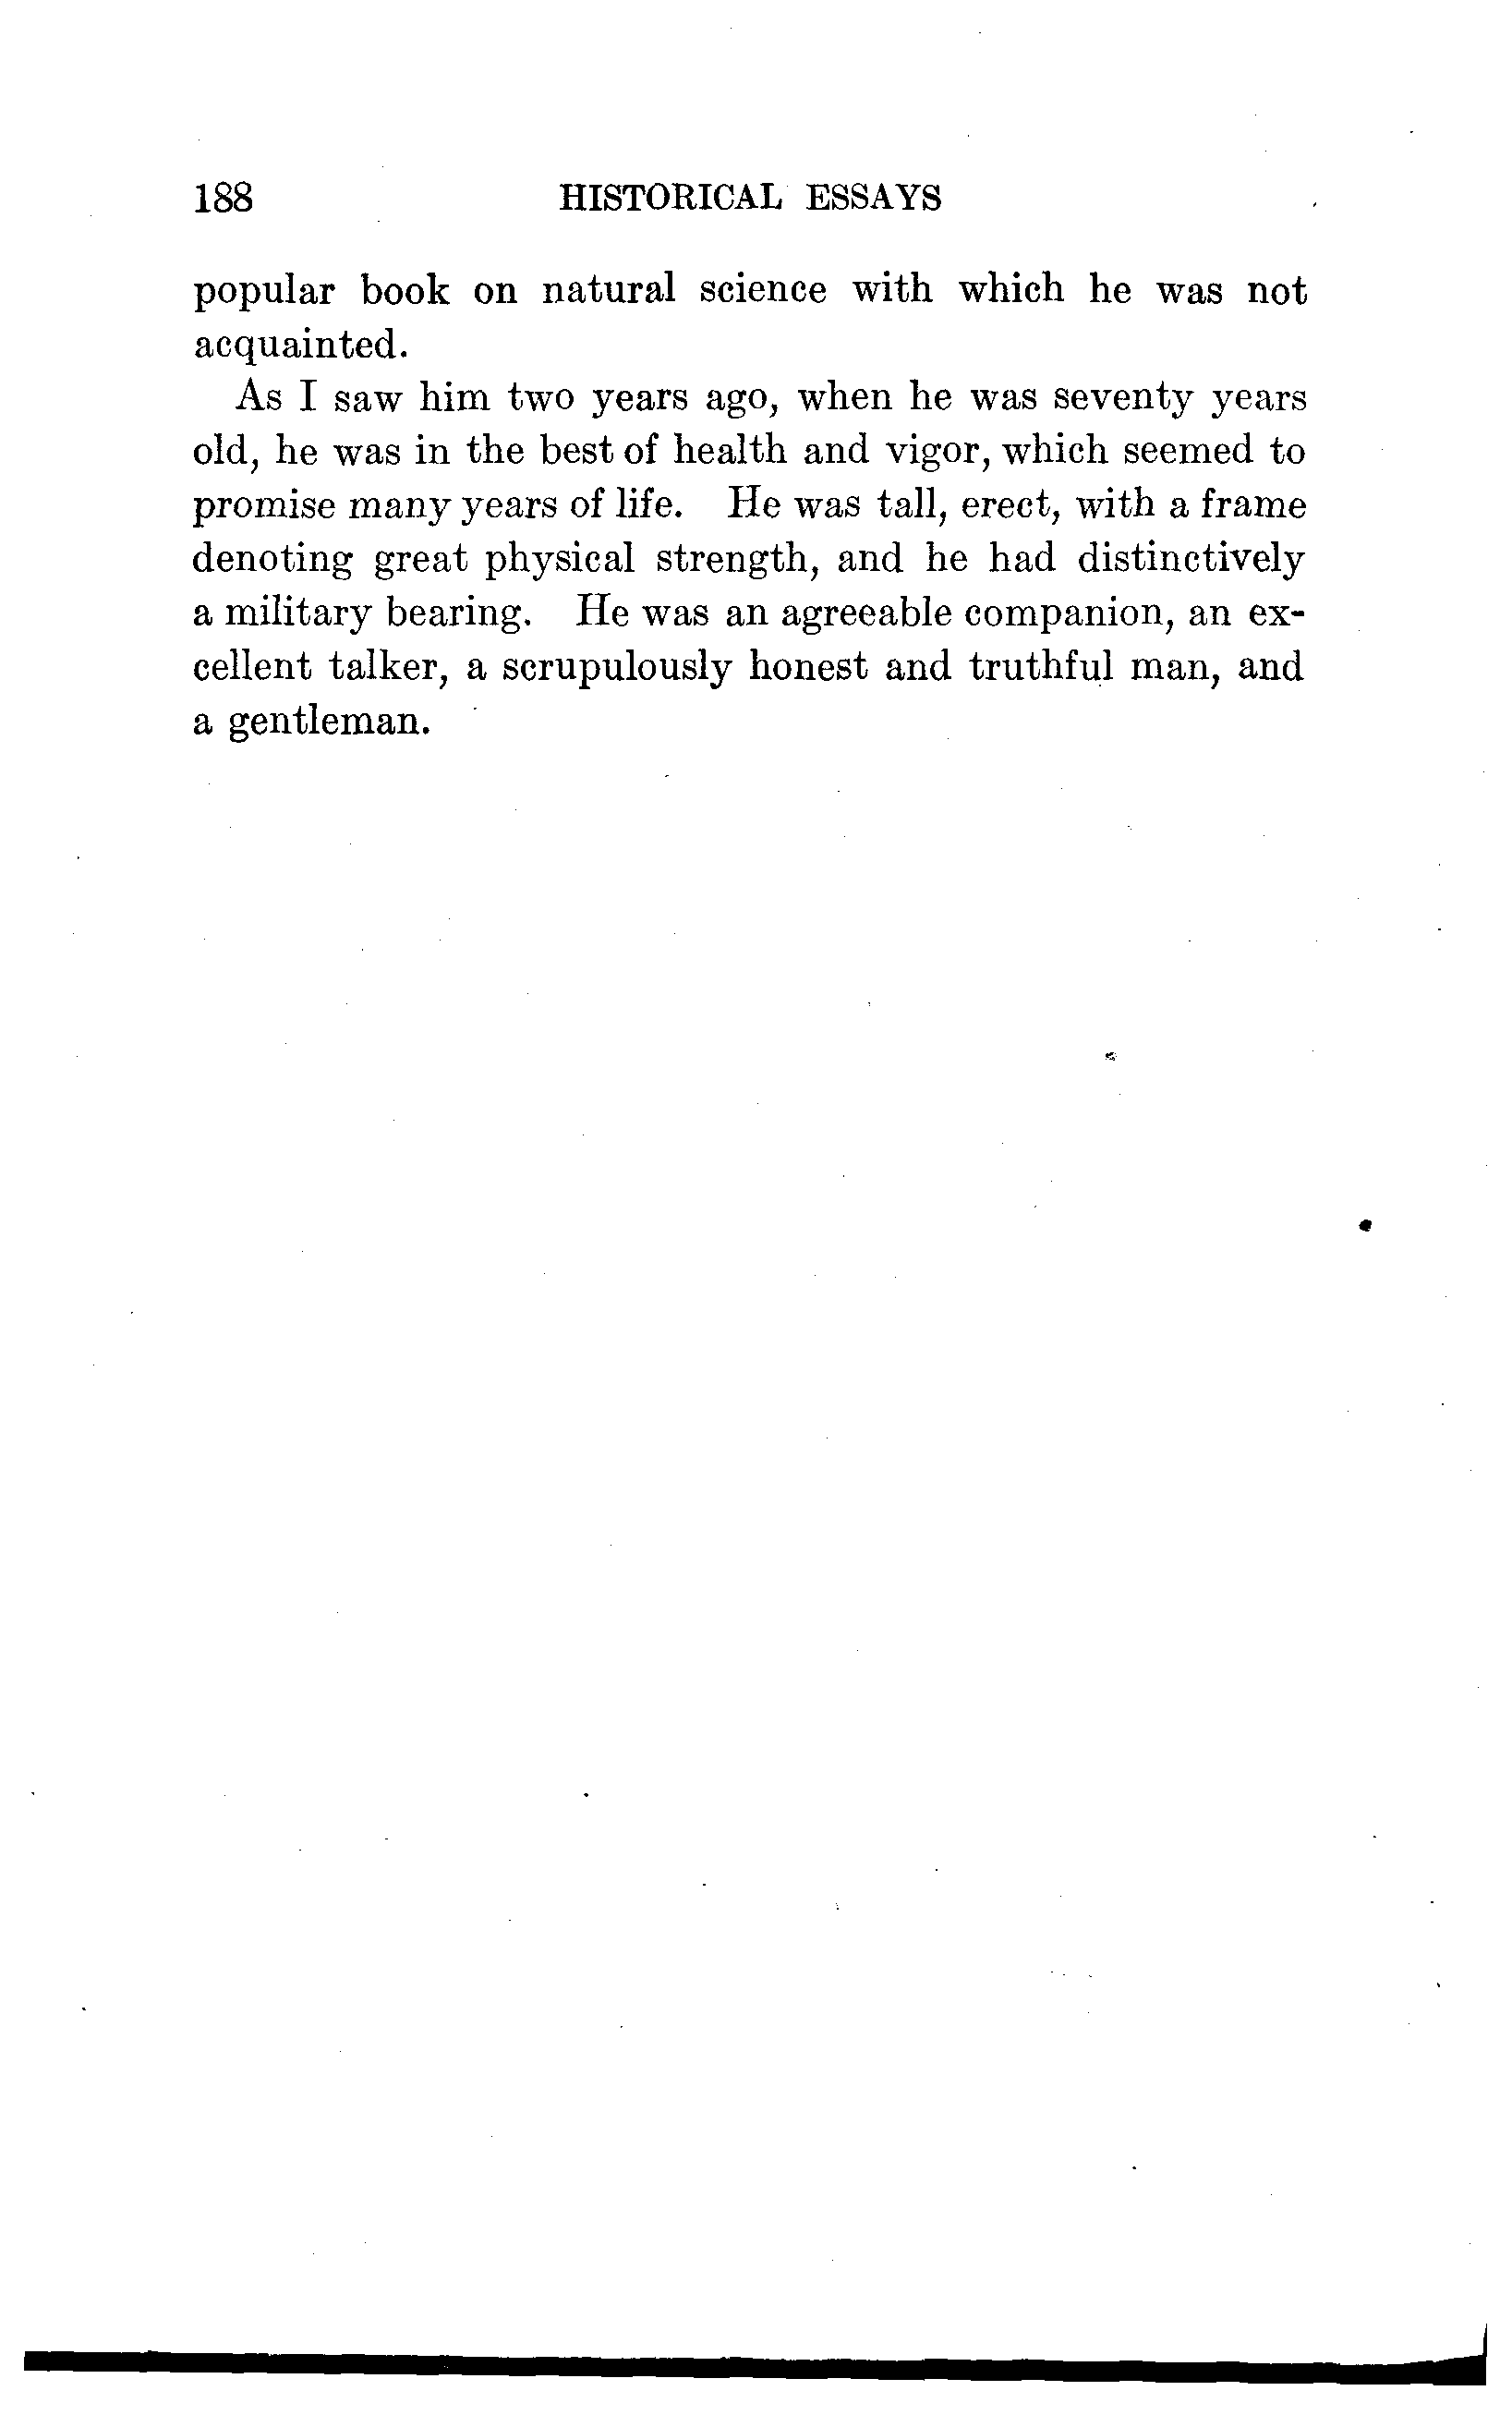 188 HISTORICAL ESSAYS
popular book on natural science with which he was not
acquainted.
As I saw him two years ago, when he was seventy years
old, he was in the best of health and vigor, which seemed to
promise many years of life. He was tall, erect, with a frame
denoting great physical strength, and he had distinctively
a military bearing. He was an agreeable companion, an ex-
cellent talker, a scrupulously honest and truthful man, and
a gentleman.